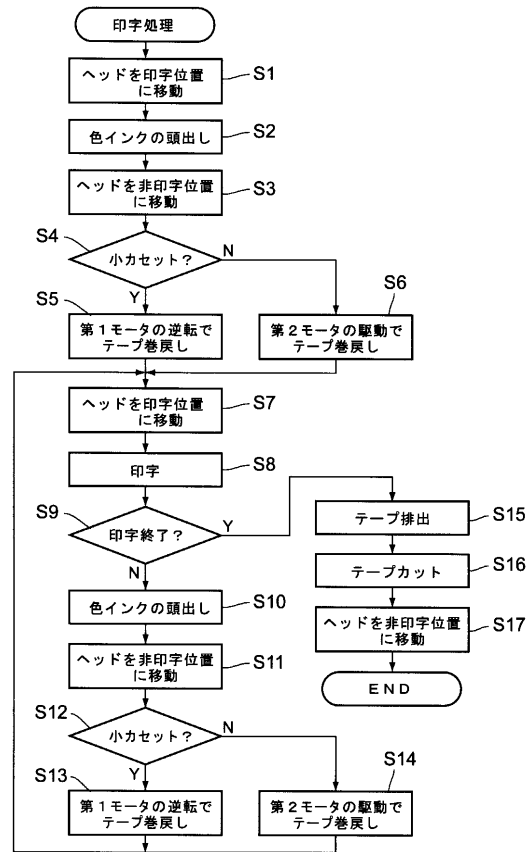 印字処理
ヘッドを印字位置
に移動
S1
色インクの頭出し
S2
ヘッドを非印字位置
に移動
S3
S4
小カセット？
N
Y
S5
第１モータの逆転で
テープ巻戻し
S6
第２モータの駆動で
テープ巻戻し
ヘッドを印字位置
に移動
S7
印字
S8
S9
印字終了？
Y
N
テープ排出
S15
テープカット
S16
ヘッドを非印字位置
に移動
S17
ＥＮＤ
色インクの頭出し
S10
ヘッドを非印字位置
に移動
S11
S12
小カセット？
N
Y
S13
第１モータの逆転で
テープ巻戻し
S14
第２モータの駆動で
テープ巻戻し